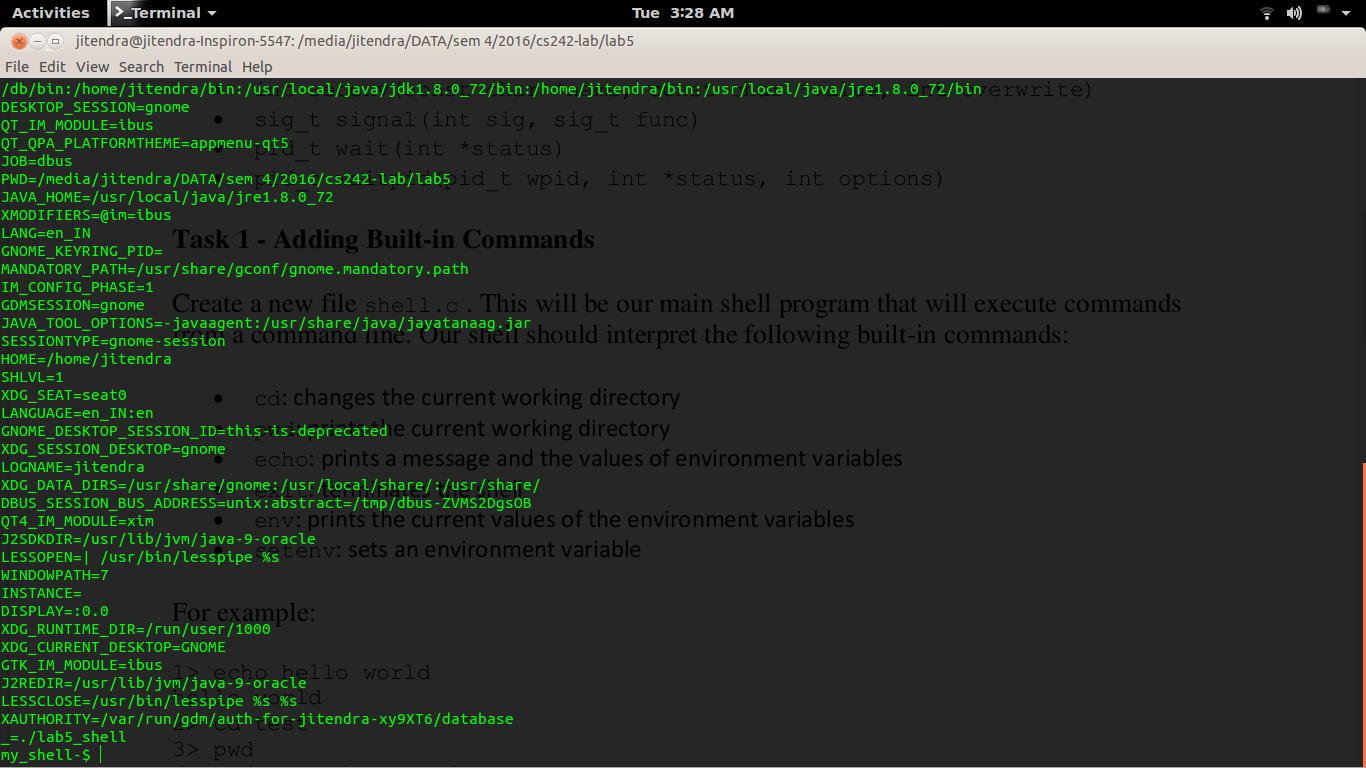 Activities Terminal Tue 3:28 AM
jitendra@jitendra-Inspiron-5547: /media/jitendra/DATA/sem 4/2016/cs242-lab/lab5
File Edit View Search Terminal Help
/db/bin:/home/jitendra/bin:/usr/local/java/jdk1.8.0_72/bin:/home/jitendra/bin:/usr/local/java/jre1.8.0_72/bin
DESKTOP_SESSION=gnome
QT_IM_MODULE=ibus
QT_QPA_PLATFORMTHEME=appmenu-qt5
JOB=dbus
PWD=/media/jitendra/DATA/sem 4/2016/cs242-lab/lab5
JAVA_HOME=/usr/local/java/jre1.8.0_72
XMODIFIERS=@im=ibus
LANG=en_IN
GNOME_KEYRING_PID=
MANDATORY_PATH=/usr/share/gconf/gnome.mandatory.path
IM_CONFIG_PHASE=1
GDMSESSION=gnome
JAVA_TOOL_OPTIONS=-javaagent:/usr/share/java/jayatanaag.jar
SESSIONTYPE=gnome-session
HOME=/home/jitendra
SHLVL=1
XDG_SEAT=seat0
LANGUAGE=en_IN:en
GNOME_DESKTOP_SESSION_ID=this-is-deprecated
XDG_SESSION_DESKTOP=gnome
LOGNAME=jitendra
XDG_DATA_DIRS=/usr/share/gnome:/usr/local/share/:/usr/share/
DBUS_SESSION_BUS_ADDRESS=unix:abstract=/tmp/dbus-ZVMS2DgsOB
QT4_IM_MODULE=xim
J2SDKDIR=/usr/lib/jvm/java-9-oracle
LESSOPEN=| /usr/bin/lesspipe %s
WINDOWPATH=7
INSTANCE=
DISPLAY=:0.0
XDG_RUNTIME_DIR=/run/user/1000
XDG_CURRENT_DESKTOP=GNOME
GTK_IM_MODULE=ibus
J2REDIR=/usr/lib/jvm/java-9-oracle
LESSCLOSE=/usr/bin/lesspipe %s %s
XAUTHORITY=/var/run/gdm/auth-for-jitendra-xy9XT6/database
_=./lab5_shell
my_shell-$
overwrite)
• sig_t signal(int sig, sig_t func)
• pid_t wait(int *status)
• pid_t wpid, int *status, int options)
Task 1 - Adding Built-in Commands
Create a new file shell.c . This will be our main shell program that will execute commands
from a command line. Our shell should interpret the following built-in commands:
• cd: changes the current working directory
• pwd: prints the current working directory
• echo: prints a message and the values of environment variables
• exit: terminates the shell
• env: prints the current values of the environment variables
• setenv: sets an environment variable
For example:
1> echo hello world
hello world
2> cd test
3> pwd